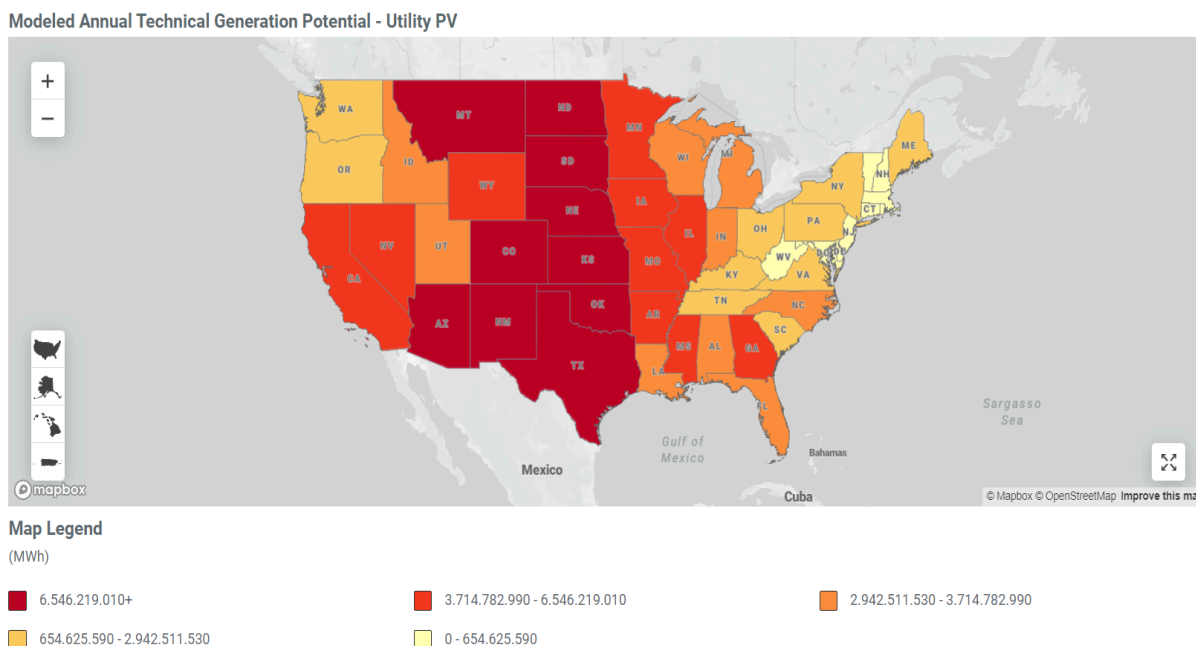 Modeled Annual Technical Generation Potential - Utility PV
+
−
WA
MT
ND
MN
ME
OR
ID
SD
WI
MI
NH
WY
NY
IA
CT
NE
PA
NJ
NV
UT
CO
IL
IN
OH
DC
DE
CA
KS
MO
WV
VA
KY
AZ
NM
OK
AR
TN
NC
SC
MS
AL
GA
TX
LA
FL
Sargasso
Sea
Gulf of
Mexico
Bahamas
Mexico
Cuba
mapbox
© Mapbox © OpenStreetMap Improve this ma
Map Legend
(MWh)
6.546.219.010+
3.714.782.990 - 6.546.219.010
2.942.511.530 - 3.714.782.990
654.625.590 - 2.942.511.530
0 - 654.625.590